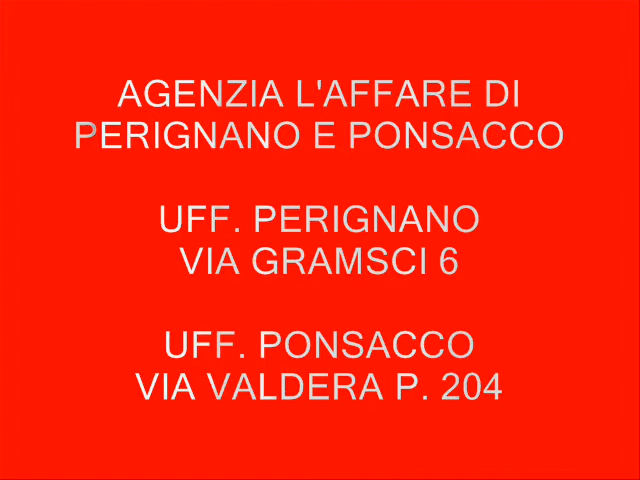 AGENZIA L'AFFARE DI
PERIGNANO E PONSACCO
UFF. PERIGNANO
VIA GRAMSCI 6
UFF. PONSACCO
VIA VALDERA P. 204